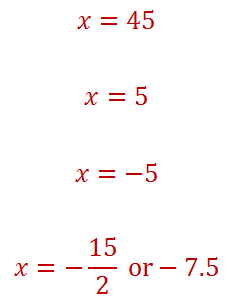 x = 45
x = 5
x = −5
x = −15/2 or − 7.5